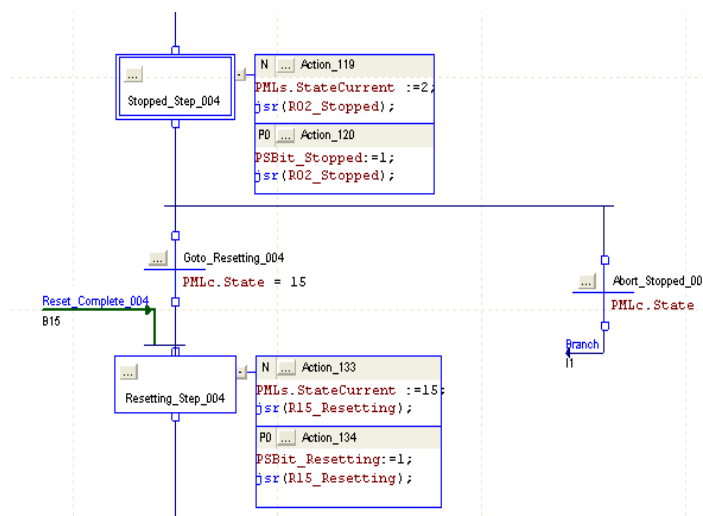 N ... Action_119
...
PMLs.StateCurrent :=2;
jsr(R02_Stopped);
Stopped_Step_004
P0 ... Action_120
PSBit_Stopped:=1;
jsr(R02_Stopped);
... Goto_Resetting_004
PMLc.State = 15
... Abort_Stopped_00
PMLc.State
Reset_Complete_004
B15
Branch
I1
N ... Action_133
...
PMLs.StateCurrent :=15;
jsr(R15_Resetting);
Resetting_Step_004
P0 ... Action_134
PSBit_Resetting:=1;
jsr(R15_Resetting);